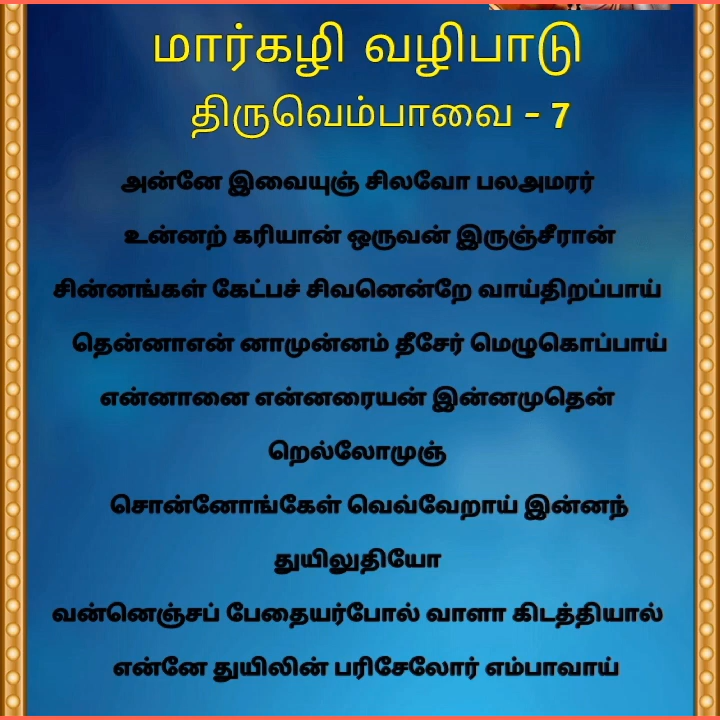 மார்கழி வழிபாடு
திருவெம்பாவை - 7
அன்னே இவையுஞ் சிலவோ பலஅமரர்
உன்னற் கரியான் ஒருவன் இருஞ்சீரான்
சின்னங்கள் கேட்பச் சிவனென்றே வாய்திறப்பாய்
தென்னாஎன் னாமுன்னம் தீசேர் மெழுகொப்பாய்
என்னானை என்னரையன் இன்னமுதென்
றெல்லோமுஞ்
சொன்னோங்கேள் வெவ்வேறாய் இன்னந்
துயிலுதியோ
வன்னெஞ்சப் பேதையர்போல் வாளா கிடத்தியால்
என்னே துயிலின் பரிசேலோர் எம்பாவாய்